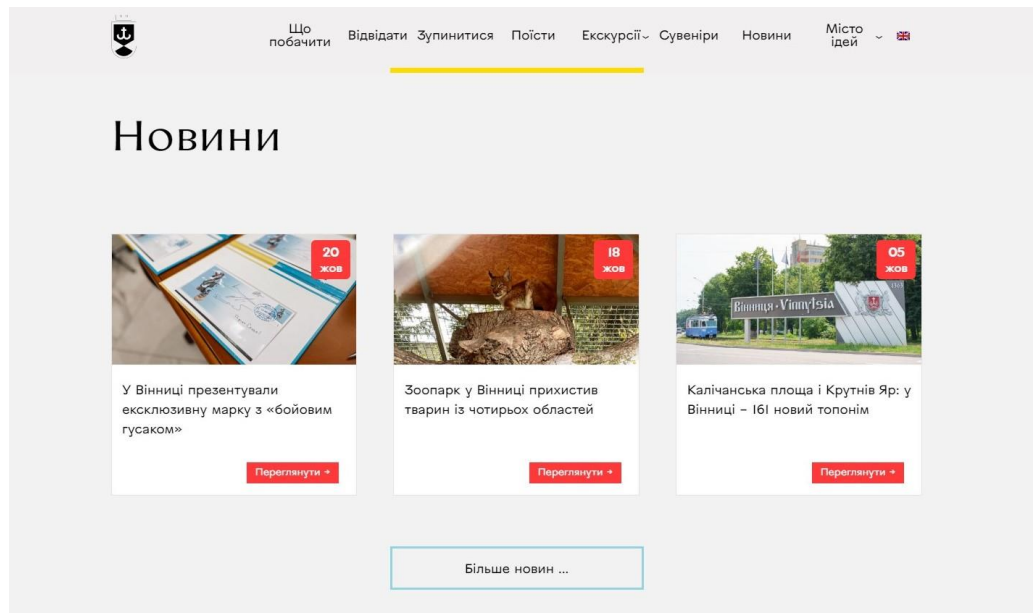 Що побачити
Відвідати
Зупинитися
Поїсти
Екскурсії
Сувеніри
Новини
Місто ідей
Новини
20
жов
У Вінниці презентували
ексклюзивну марку з «бойовим
гусаком»
Переглянути →
18
жов
Зоопарк у Вінниці прихистив
тварин із чотирьох областей
Переглянути →
Вінниця • Vinnytsia
05
жов
Калічанська площа і Крутнів Яр: у
Вінниці – 161 новий топонім
Переглянути →
Більше новин ...